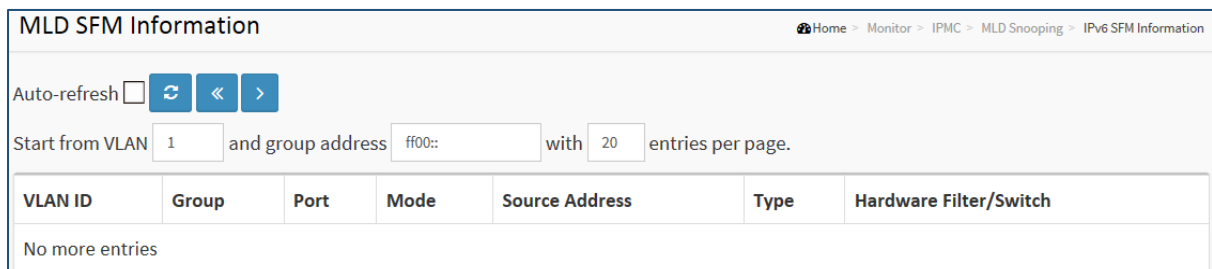 MLD SFM Information
Home > Monitor > IPMC > MLD Snooping > IPv6 SFM Information
Auto-refresh
Start from VLAN 1 and group address ff00:: with 20 entries per page.
VLAN ID Group Port Mode Source Address Type Hardware Filter/Switch
No more entries